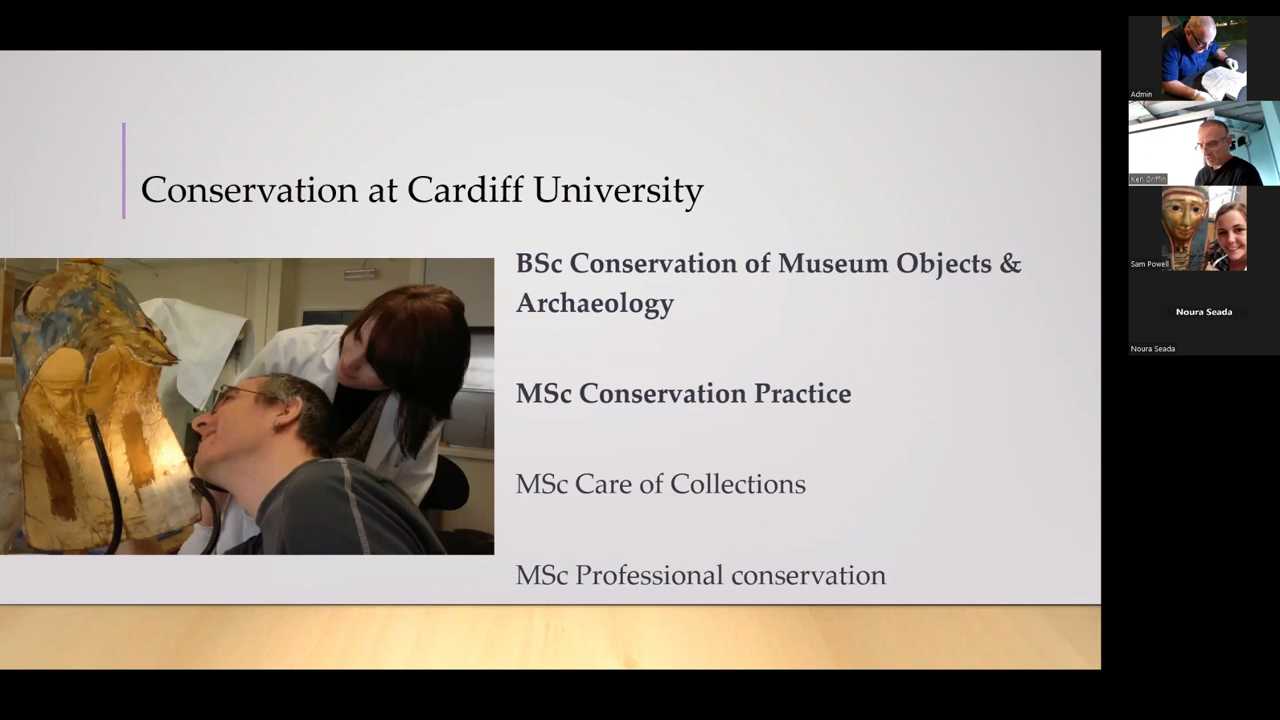 Conservation at Cardiff University
BSc Conservation of Museum Objects &
Archaeology
MSc Conservation Practice
MSc Care of Collections
MSc Professional conservation
Admin
Ken Griffin
Sam Powell
Noura Seada
Noura Seada